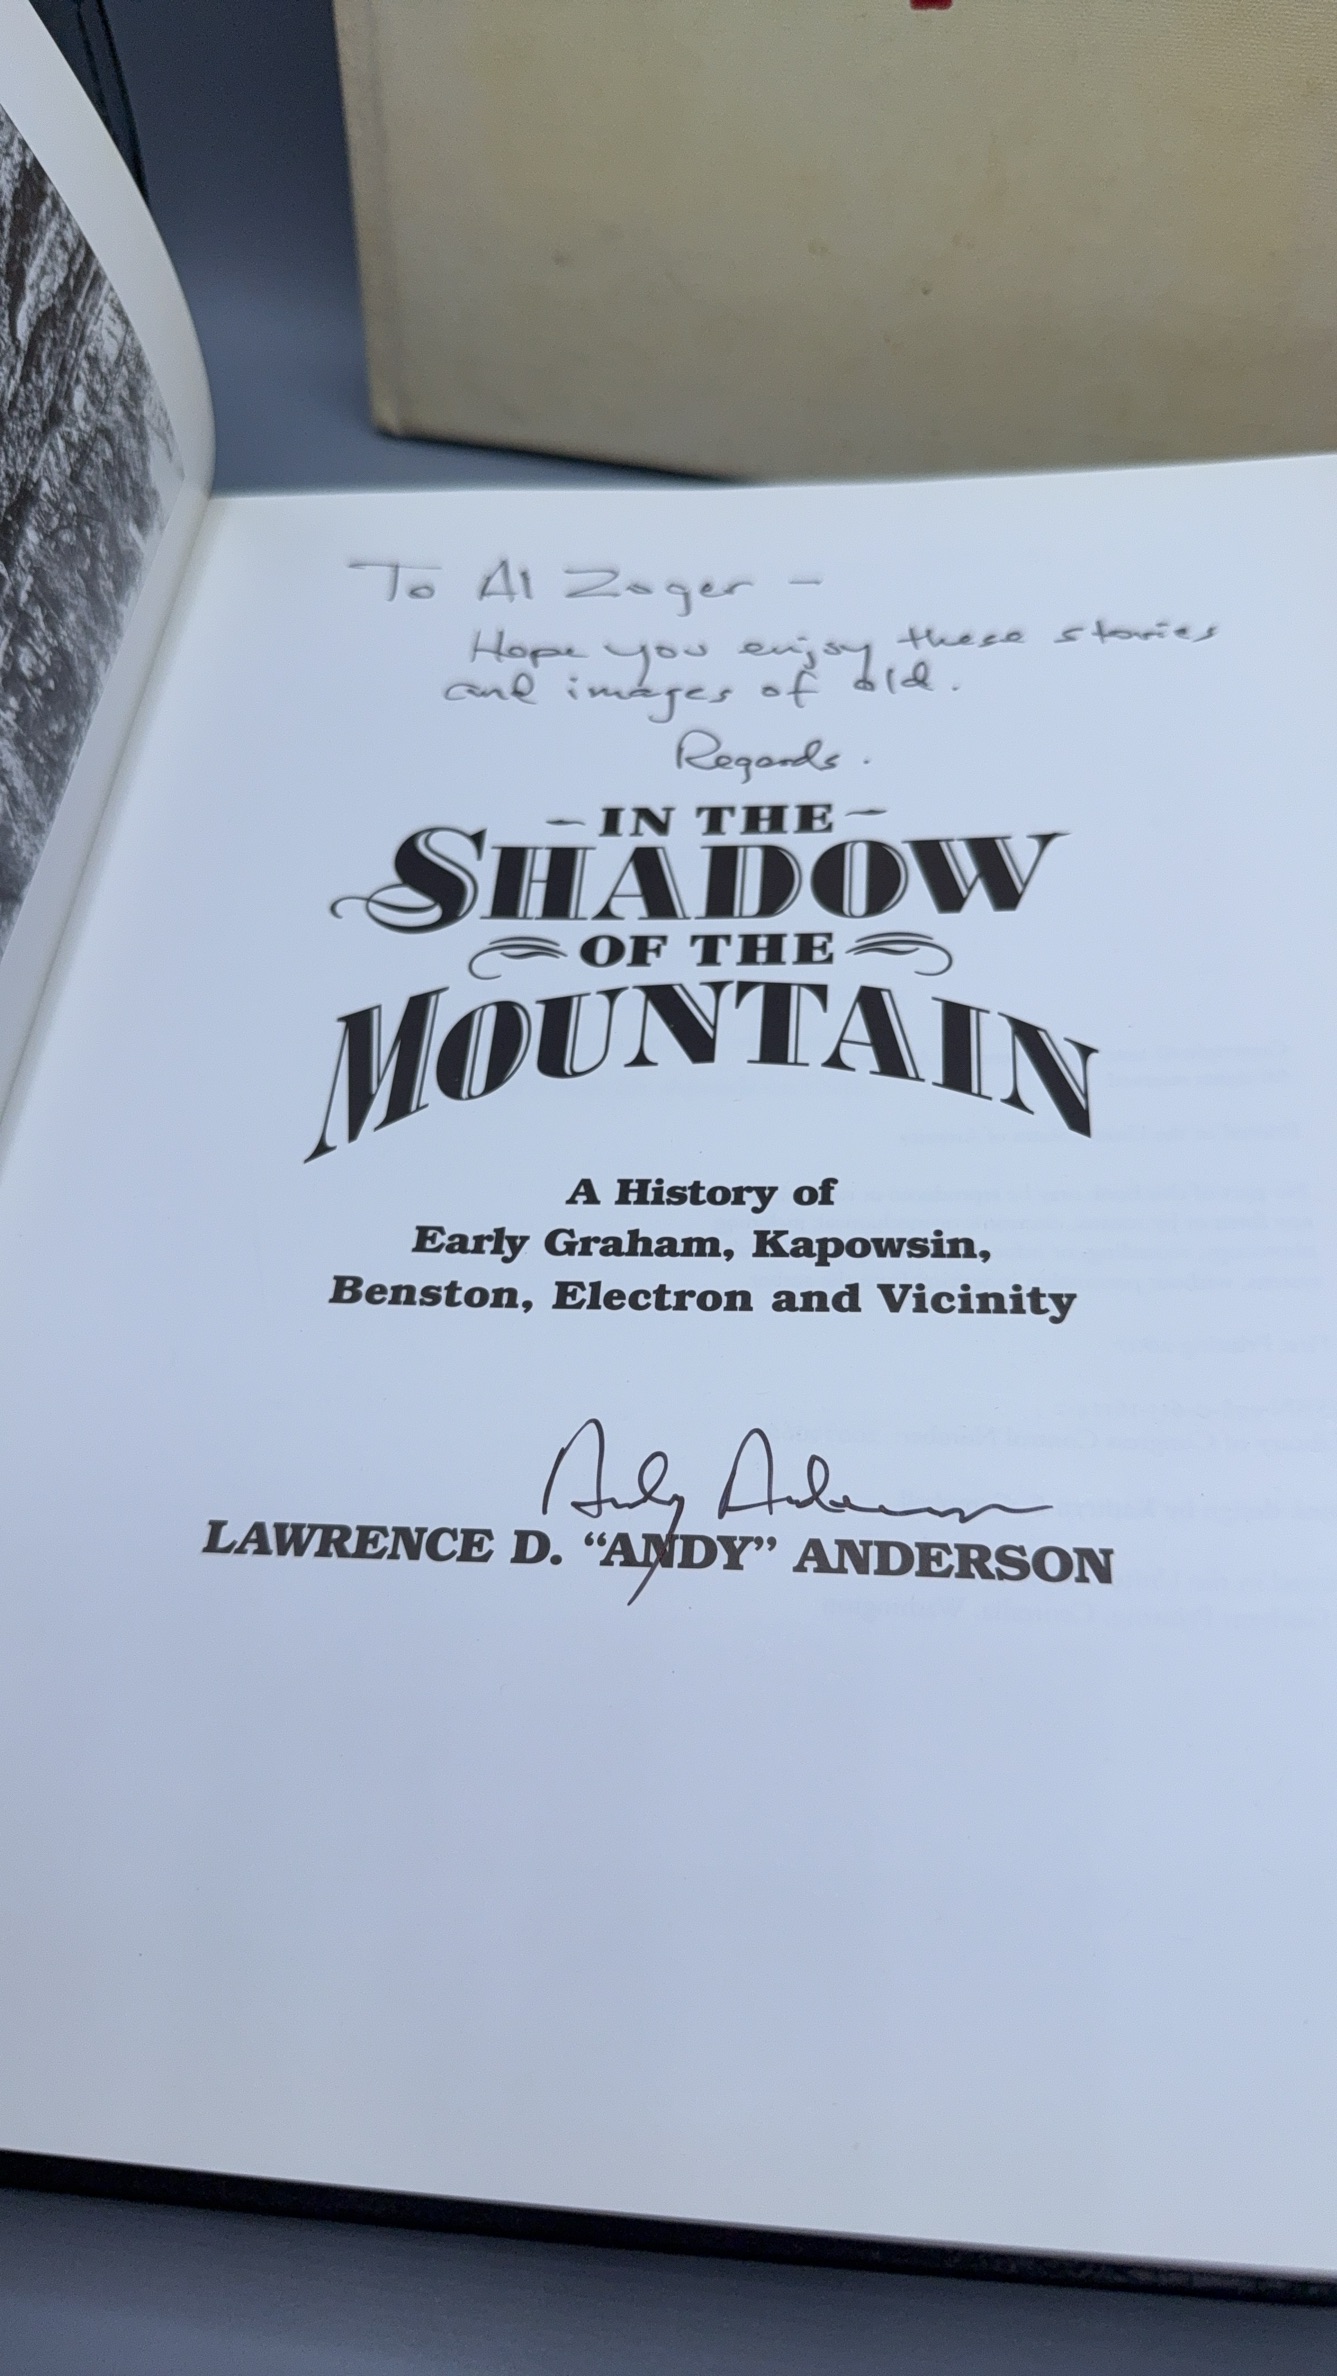 To Al Zoger -
Hope you enjoy these stories
and images of old.
Regards.
- IN THE -
SHADOW
OF THE
MOUNTAIN
A History of
Early Graham, Kapowsin,
Benston, Electron and Vicinity
Andy Anderson
LAWRENCE D. “ANDY” ANDERSON